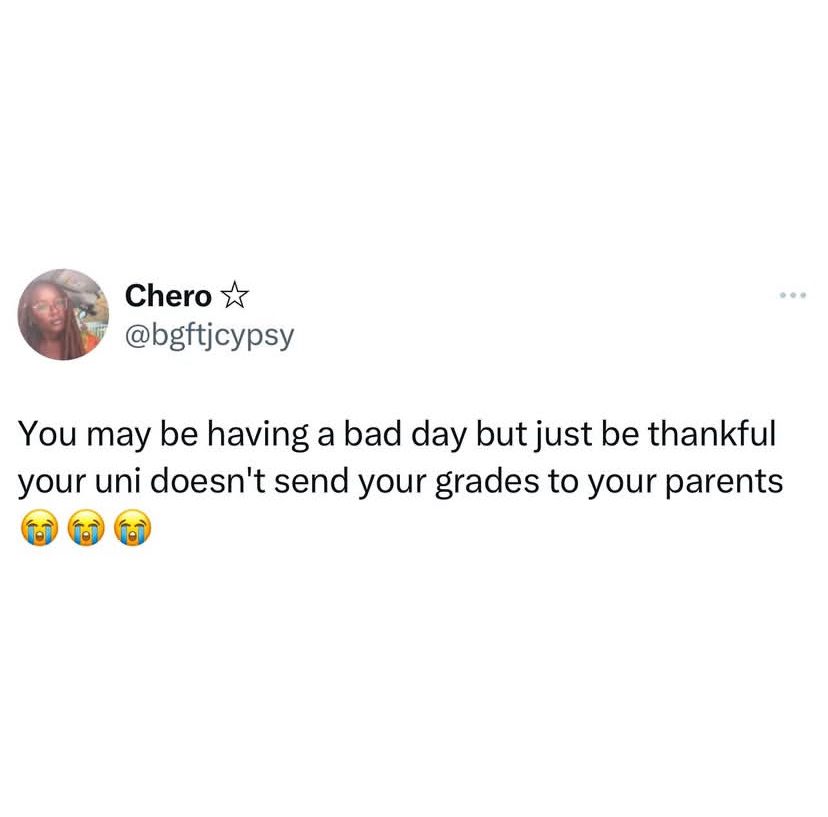 Chero ☆
@bgftjcypsy
You may be having a bad day but just be thankful
your uni doesn't send your grades to your parents
😭😭😭